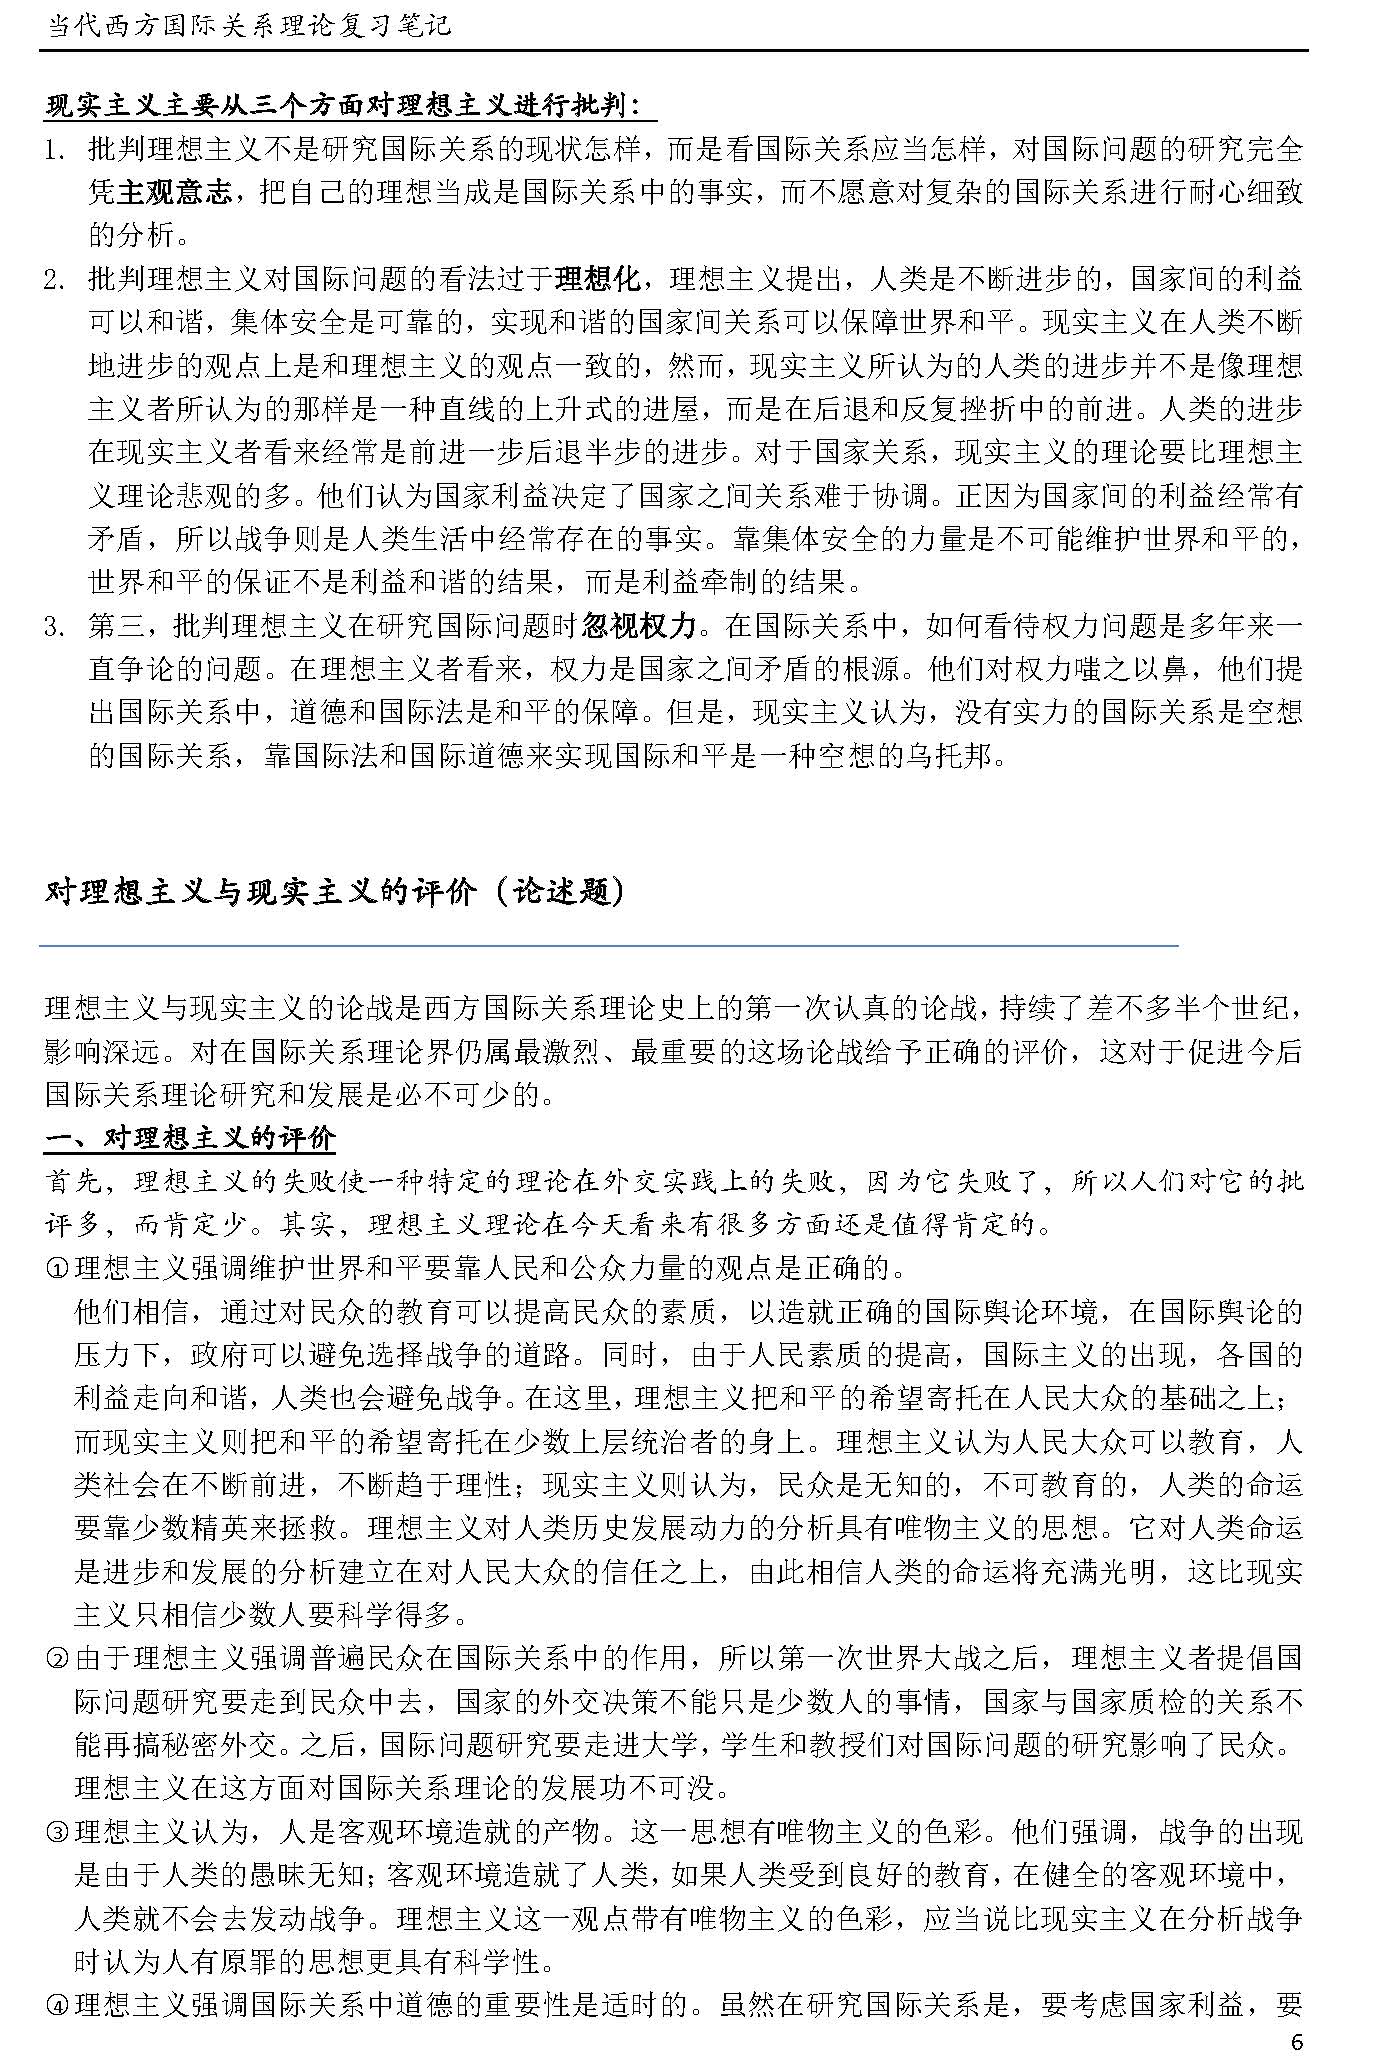 当代西方国际关系理论复习笔记
现实主义主要从三个方面对理想主义进行批判：
1. 批判理想主义不是研究国际关系的现状怎样，而是看国际关系应当怎样，对国际问题的研究完全
凭主观意志，把自己的理想当成是国际关系中的事实，而不愿意对复杂的国际关系进行耐心细致
的分析。
2. 批判理想主义对国际问题的看法过于理想化，理想主义提出，人类是不断进步的，国家间的利益
可以和谐，集体安全是可靠的，实现和谐的国家间关系可以保障世界和平。现实主义在人类不断
地进步的观点上是和理想主义的观点一致的，然而，现实主义所认为的人类的进步并不是像理想
主义者所认为的那样是一种直线的上升式的进屋，而是在后退和反复挫折中的前进。人类的进步
在现实主义者看来经常是前进一步后退半步的进步。对于国家关系，现实主义的理论要比理想主
义理论悲观的多。他们认为国家利益决定了国家之间关系难于协调。正因为国家间的利益经常有
矛盾，所以战争则是人类生活中经常存在的事实。靠集体安全的力量是不可能维护世界和平的，
世界和平的保证不是利益和谐的结果，而是利益牵制的结果。
3. 第三，批判理想主义在研究国际问题时忽视权力。在国际关系中，如何看待权力问题是多年来一
直争论的问题。在理想主义者看来，权力是国家之间矛盾的根源。他们对权力嗤之以鼻，他们提
出国际关系中，道德和国际法是和平的保障。但是，现实主义认为，没有实力的国际关系是空想
的国际关系，靠国际法和国际道德来实现国际和平是一种空想的乌托邦。
对理想主义与现实主义的评价（论述题）
理想主义与现实主义的论战是西方国际关系理论史上的第一次认真的论战，持续了差不多半个世纪，
影响深远。对在国际关系理论界仍属最激烈、最重要的这场论战给予正确的评价，这对于促进今后
国际关系理论研究和发展是必不可少的。
一、对理想主义的评价
首先，理想主义的失败使一种特定的理论在外交实践上的失败，因为它失败了，所以人们对它的批
评多，而肯定少。其实，理想主义理论在今天看来有很多方面还是值得肯定的。
①理想主义强调维护世界和平要靠人民和公众力量的观点是正确的。
他们相信，通过对民众的教育可以提高民众的素质，以造就正确的国际舆论环境，在国际舆论的
压力下，政府可以避免选择战争的道路。同时，由于人民素质的提高，国际主义的出现，各国的
利益走向和谐，人类也会避免战争。在这里，理想主义把和平的希望寄托在人民大众的基础之上；
而现实主义则把和平的希望寄托在少数上层统治者的身上。理想主义认为人民大众可以教育，人
类社会在不断前进，不断趋于理性；现实主义则认为，民众是无知的，不可教育的，人类的命运
要靠少数精英来拯救。理想主义对人类历史发展动力的分析具有唯物主义的思想。它对人类命运
是进步和发展的分析建立在对人民大众的信任之上，由此相信人类的命运将充满光明，这比现实
主义只相信少数人要科学得多。
②由于理想主义强调普遍民众在国际关系中的作用，所以第一次世界大战之后，理想主义者提倡国
际问题研究要走到民众中去，国家的外交决策不能只是少数人的事情，国家与国家质检的关系不
能再搞秘密外交。之后，国际问题研究要走进大学，学生和教授们对国际问题的研究影响了民众。
理想主义在这方面对国际关系理论的发展功不可没。
③理想主义认为，人是客观环境造就的产物。这一思想有唯物主义的色彩。他们强调，战争的出现
是由于人类的愚昧无知；客观环境造就了人类，如果人类受到良好的教育，在健全的客观环境中，
人类就不会去发动战争。理想主义这一观点带有唯物主义的色彩，应当说比现实主义在分析战争
时认为人有原罪的思想更具有科学性。
④理想主义强调国际关系中道德的重要性是适时的。虽然在研究国际关系是，要考虑国家利益，要
6